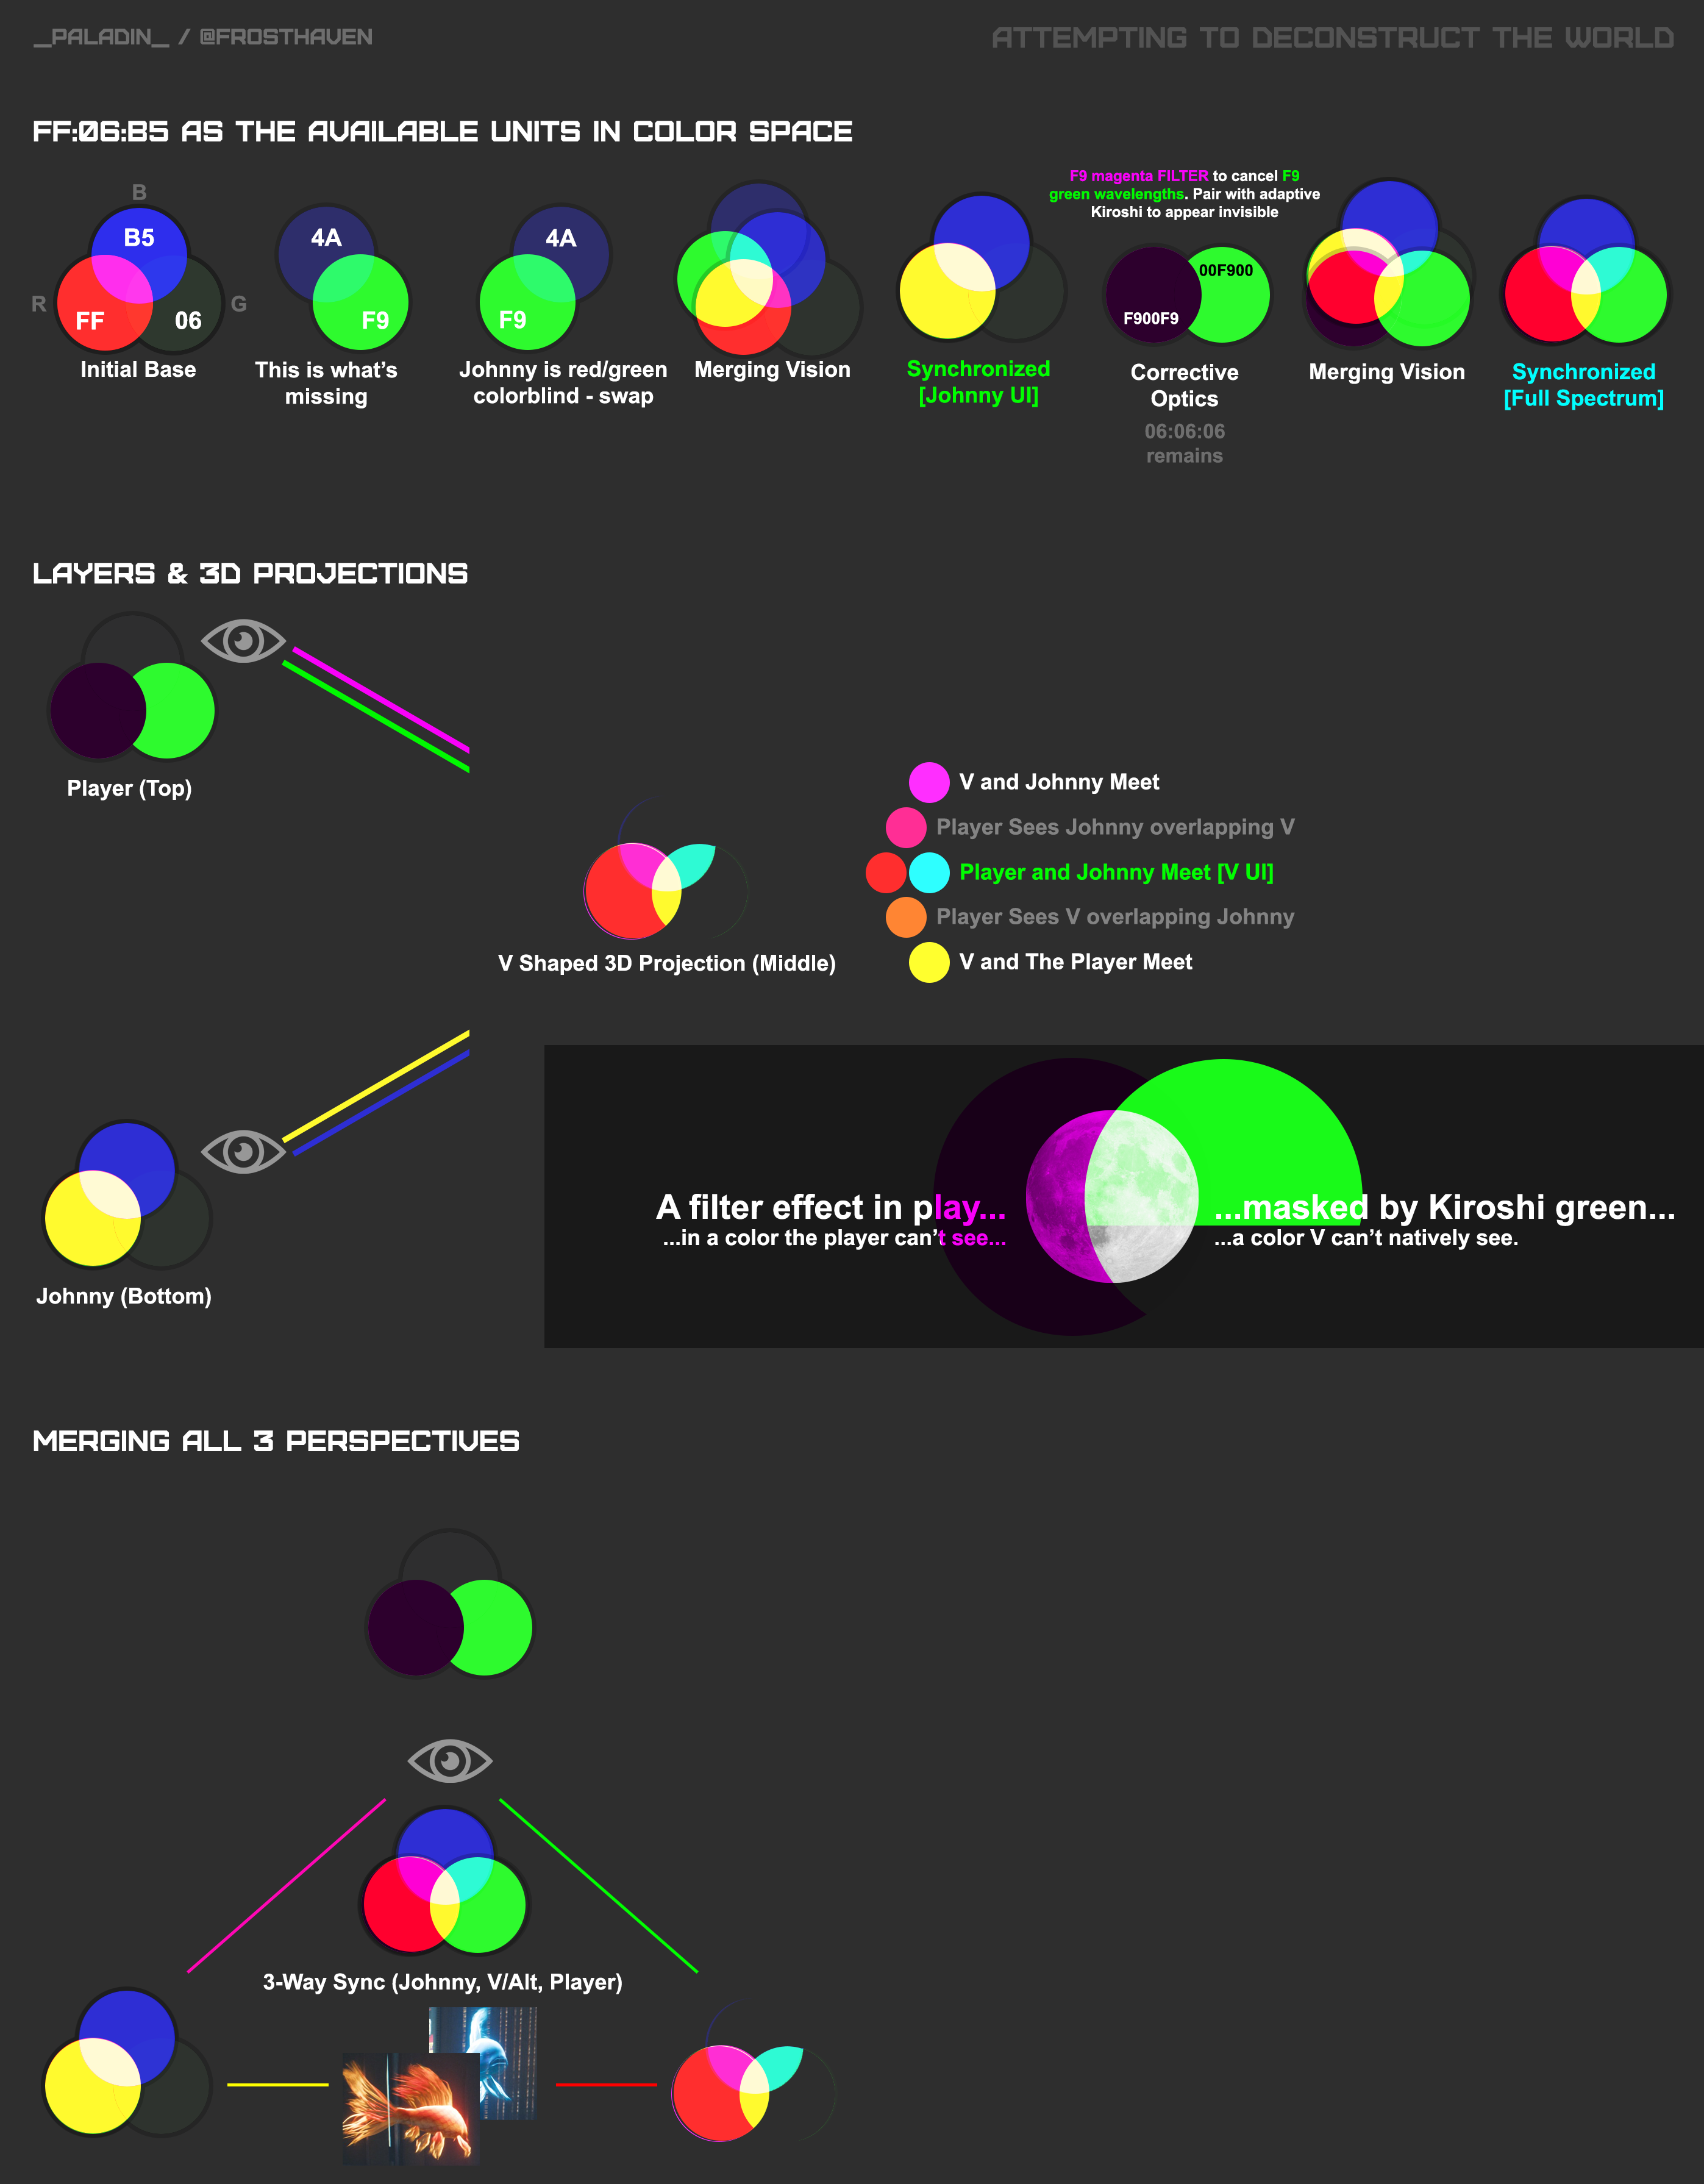 _PALADIN_ / @FROSTHAVEN
ATTEMPTING TO DECONSTRUCT THE WORLD
FF:06:B5 AS THE AVAILABLE UNITS IN COLOR SPACE
B
B5
R
FF
06
G
Initial Base
4A
F9
This is what's
missing
4A
F9
Johnny is red/green
colorblind - swap
Merging Vision
Synchronized
[Johnny UI]
F9 magenta FILTER to cancel F9
green wavelengths. Pair with adaptive
Kiroshi to appear invisible
00F900
F900F9
Corrective
Optics
06:06:06
remains
Merging Vision
Synchronized
[Full Spectrum]
LAYERS & 3D PROJECTIONS
Player (Top)
V Shaped 3D Projection (Middle)
V and Johnny Meet
Player Sees Johnny overlapping V
Player and Johnny Meet [V UI]
Player Sees V overlapping Johnny
V and The Player Meet
Johnny (Bottom)
A filter effect in play...
...in a color the player can't see...
...masked by Kiroshi green...
...a color V can't natively see.
MERGING ALL 3 PERSPECTIVES
3-Way Sync (Johnny, V/Alt, Player)